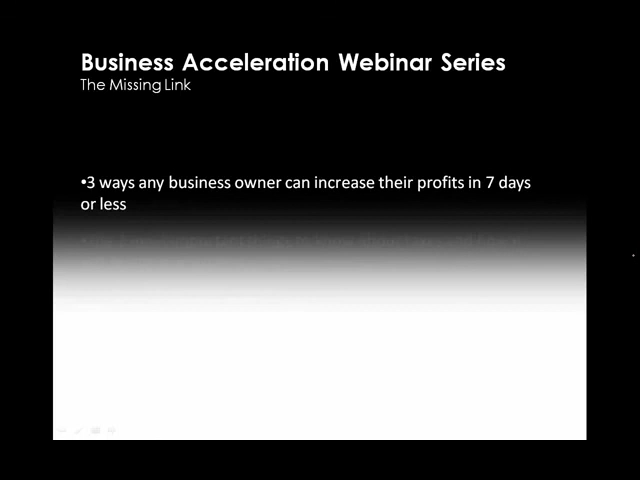 Business Acceleration Webinar Series
The Missing Link
•3 ways any business owner can increase their profits in 7 days
or less